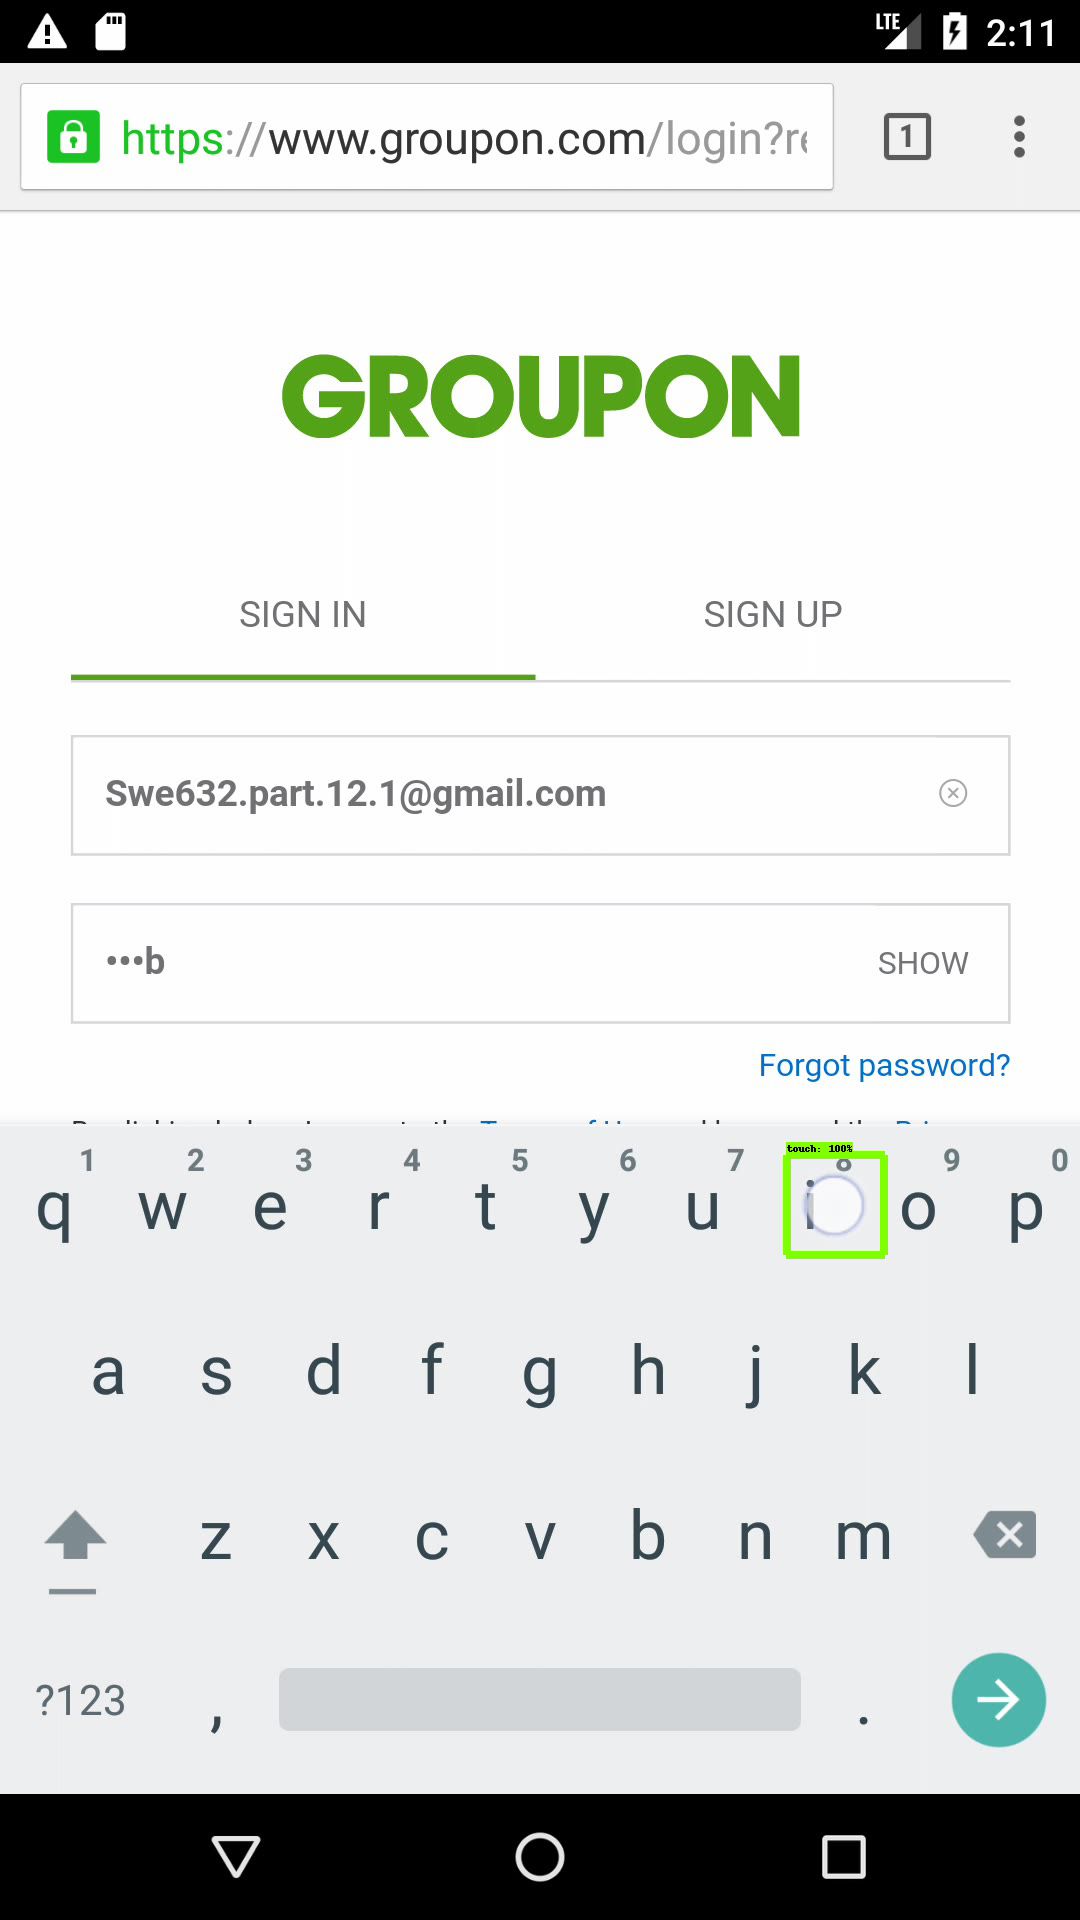 LTE 2:11
https://www.groupon.com/login?re
1
GROUPON
SIGN IN SIGN UP
Swe632.part.12.1@gmail.com
•••b SHOW
Forgot password?
touch: 100%
1 2 3 4 5 6 7 8 9 0
q w e r t y u i o p
a s d f g h j k l
z x c v b n m
?123 , .